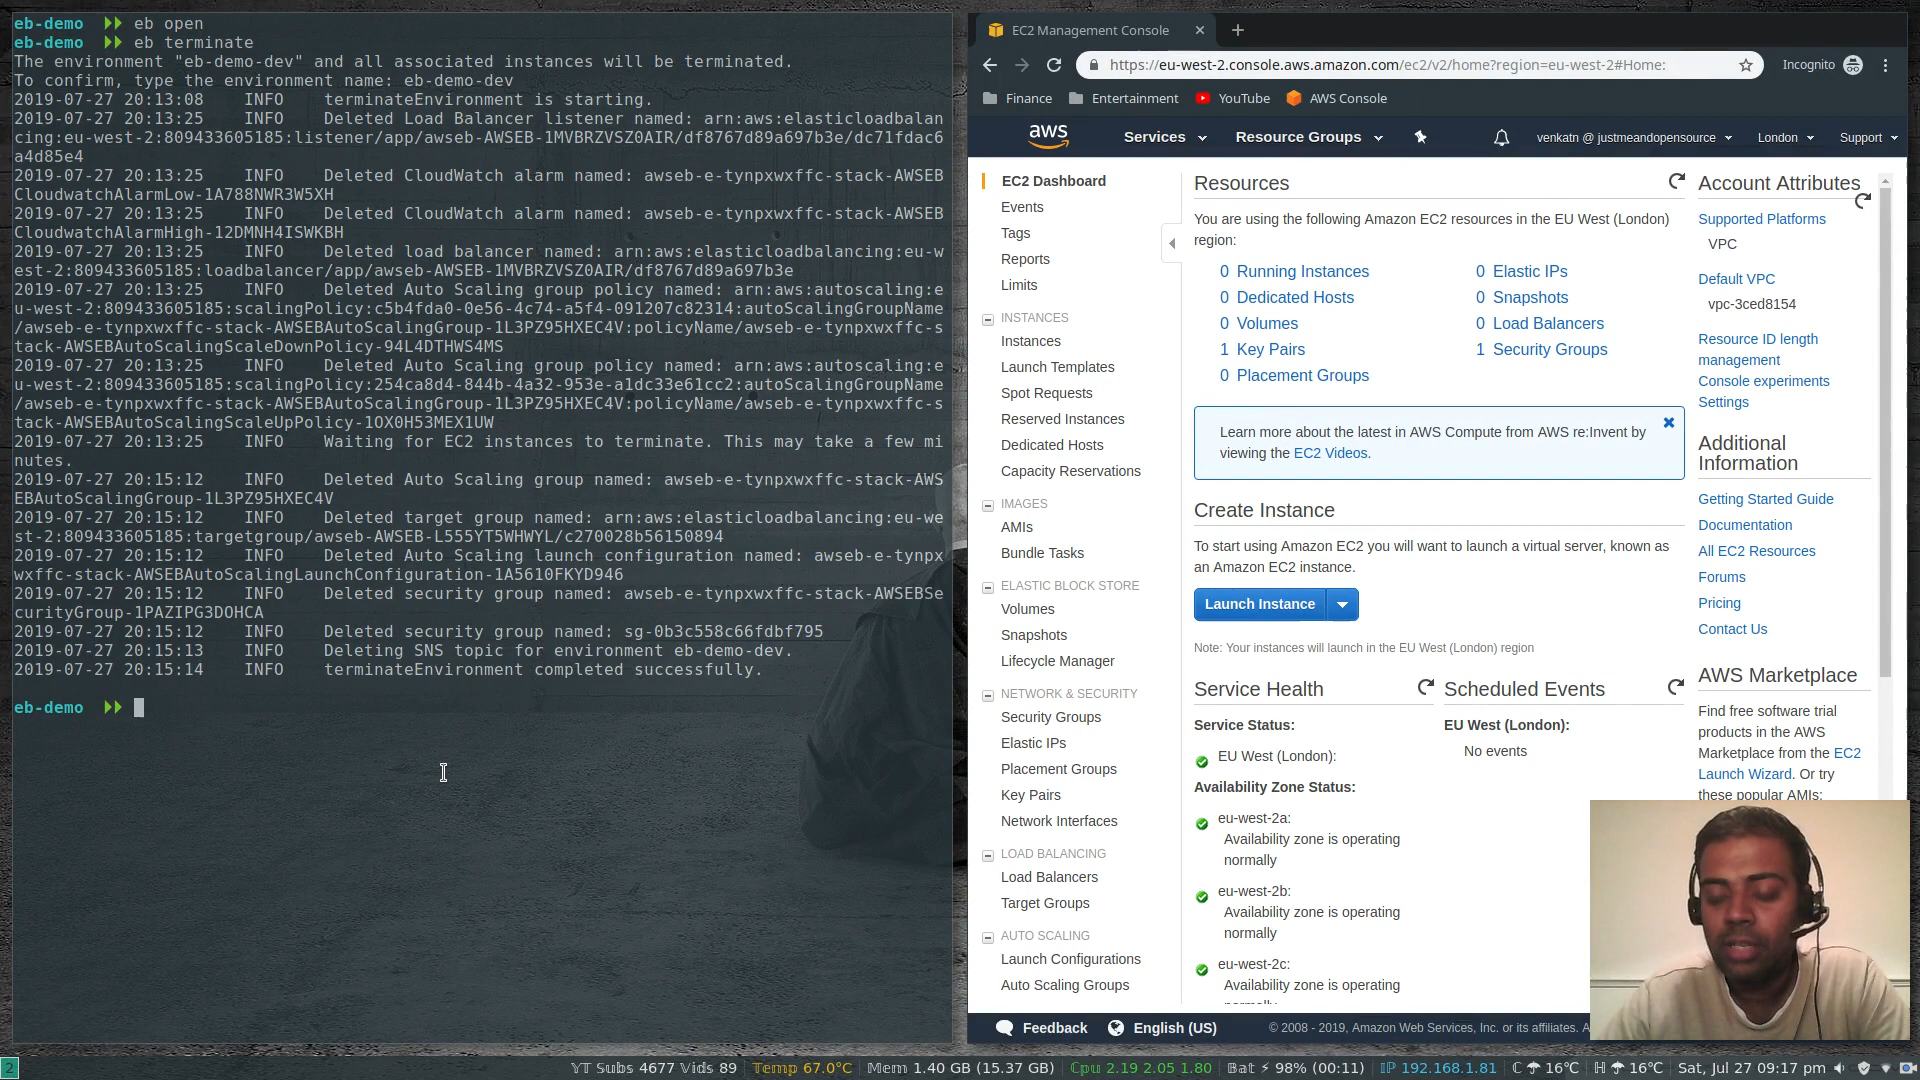 eb-demo eb open
eb-demo eb terminate
The environment "eb-demo-dev" and all associated instances will be terminated.
To confirm, type the environment name: eb-demo-dev
2019-07-27 20:13:08 INFO terminateEnvironment is starting.
2019-07-27 20:13:25 INFO Deleted Load Balancer listener named: arn:aws:elasticloadbalan
cing:eu-west-2:809433605185:listener/app/awseb-AWSEB-1MVBRZVSZ0AIR/df8767d89a697b3e/dc71fdac6
a4d85e4
2019-07-27 20:13:25 INFO Deleted CloudWatch alarm named: awseb-e-tynpxwxffc-stack-AWSEB
CloudwatchAlarmLow-1A788NWR3W5XH
2019-07-27 20:13:25 INFO Deleted CloudWatch alarm named: awseb-e-tynpxwxffc-stack-AWSEB
CloudwatchAlarmHigh-12DMNH4ISWKBH
2019-07-27 20:13:25 INFO Deleted load balancer named: arn:aws:elasticloadbalancing:eu-w
est-2:809433605185:loadbalancer/app/awseb-AWSEB-1MVBRZVSZ0AIR/df8767d89a697b3e
2019-07-27 20:13:25 INFO Deleted Auto Scaling group policy named: arn:aws:autoscaling:e
u-west-2:809433605185:scalingPolicy:c5b4fda0-0e56-4c74-a5f4-091207c82314:autoScalingGroupName
/awseb-e-tynpxwxffc-stack-AWSEBAutoScalingGroup-1L3PZ95HXEC4V:policyName/awseb-e-tynpxwxffc-s
tack-AWSEBAutoScalingScaleDownPolicy-94L4DTHWS4MS
2019-07-27 20:13:25 INFO Deleted Auto Scaling group policy named: arn:aws:autoscaling:e
u-west-2:809433605185:scalingPolicy:254ca8d4-844b-4a32-953e-a1dc33e61cc2:autoScalingGroupName
/awseb-e-tynpxwxffc-stack-AWSEBAutoScalingGroup-1L3PZ95HXEC4V:policyName/awseb-e-tynpxwxffc-s
tack-AWSEBAutoScalingScaleUpPolicy-1OX0H53MEX1UW
2019-07-27 20:13:25 INFO Waiting for EC2 instances to terminate. This may take a few mi
nutes.
2019-07-27 20:15:12 INFO Deleted Auto Scaling group named: awseb-e-tynpxwxffc-stack-AWS
EBAutoScalingGroup-1L3PZ95HXEC4V
2019-07-27 20:15:12 INFO Deleted target group named: arn:aws:elasticloadbalancing:eu-we
st-2:809433605185:targetgroup/awseb-AWSEB-L555YT5WHWYL/c270028b56150894
2019-07-27 20:15:12 INFO Deleted Auto Scaling launch configuration named: awseb-e-tynpx
wxffc-stack-AWSEBAutoScalingLaunchConfiguration-1A5610FKYD946
2019-07-27 20:15:12 INFO Deleted security group named: awseb-e-tynpxwxffc-stack-AWSEBSe
curityGroup-1PAZIPG3DOHCA
2019-07-27 20:15:12 INFO Deleted security group named: sg-0b3c558c66fdbf795
2019-07-27 20:15:13 INFO Deleting SNS topic for environment eb-demo-dev.
2019-07-27 20:15:14 INFO terminateEnvironment completed successfully.
eb-demo
EC2 Management Console
https://eu-west-2.console.aws.amazon.com/ec2/v2/home?region=eu-west-2#Home:
Incognito
Finance Entertainment YouTube AWS Console
aws Services Resource Groups venkatn @ justmeandopensource London Support
EC2 Dashboard
Events
Tags
Reports
Limits
INSTANCES
Instances
Launch Templates
Spot Requests
Reserved Instances
Dedicated Hosts
Capacity Reservations
IMAGES
AMIs
Bundle Tasks
ELASTIC BLOCK STORE
Volumes
Snapshots
Lifecycle Manager
NETWORK & SECURITY
Security Groups
Elastic IPs
Placement Groups
Key Pairs
Network Interfaces
LOAD BALANCING
Load Balancers
Target Groups
AUTO SCALING
Launch Configurations
Auto Scaling Groups
Resources
You are using the following Amazon EC2 resources in the EU West (London)
region:
0 Running Instances 0 Elastic IPs
0 Dedicated Hosts 0 Snapshots
0 Volumes 0 Load Balancers
1 Key Pairs 1 Security Groups
0 Placement Groups
Learn more about the latest in AWS Compute from AWS re:Invent by
viewing the EC2 Videos.
Create Instance
To start using Amazon EC2 you will want to launch a virtual server, known as
an Amazon EC2 instance.
Launch Instance
Note: Your instances will launch in the EU West (London) region
Service Health
Service Status:
EU West (London):
Availability Zone Status:
eu-west-2a:
Availability zone is operating
normally
eu-west-2b:
Availability zone is operating
normally
eu-west-2c:
Availability zone is operating
normally
Scheduled Events
EU West (London):
No events
Account Attributes
Supported Platforms
VPC
Default VPC
vpc-3ced8154
Resource ID length
management
Console experiments
Settings
Additional
Information
Getting Started Guide
Documentation
All EC2 Resources
Forums
Pricing
Contact Us
AWS Marketplace
Find free software trial
products in the AWS
Marketplace from the EC2
Launch Wizard. Or try
these popular AMIs:
Feedback English (US) © 2008 - 2019, Amazon Web Services, Inc. or its affiliates. A
2 YT Subs 4677 Vids 89 Temp 67.0°C Mem 1.40 GB (15.37 GB) Cpu 2.19 2.05 1.80 Bat 98% (00:11) IP 192.168.1.81 C 16°C H 16°C Sat, Jul 27 09:17 pm